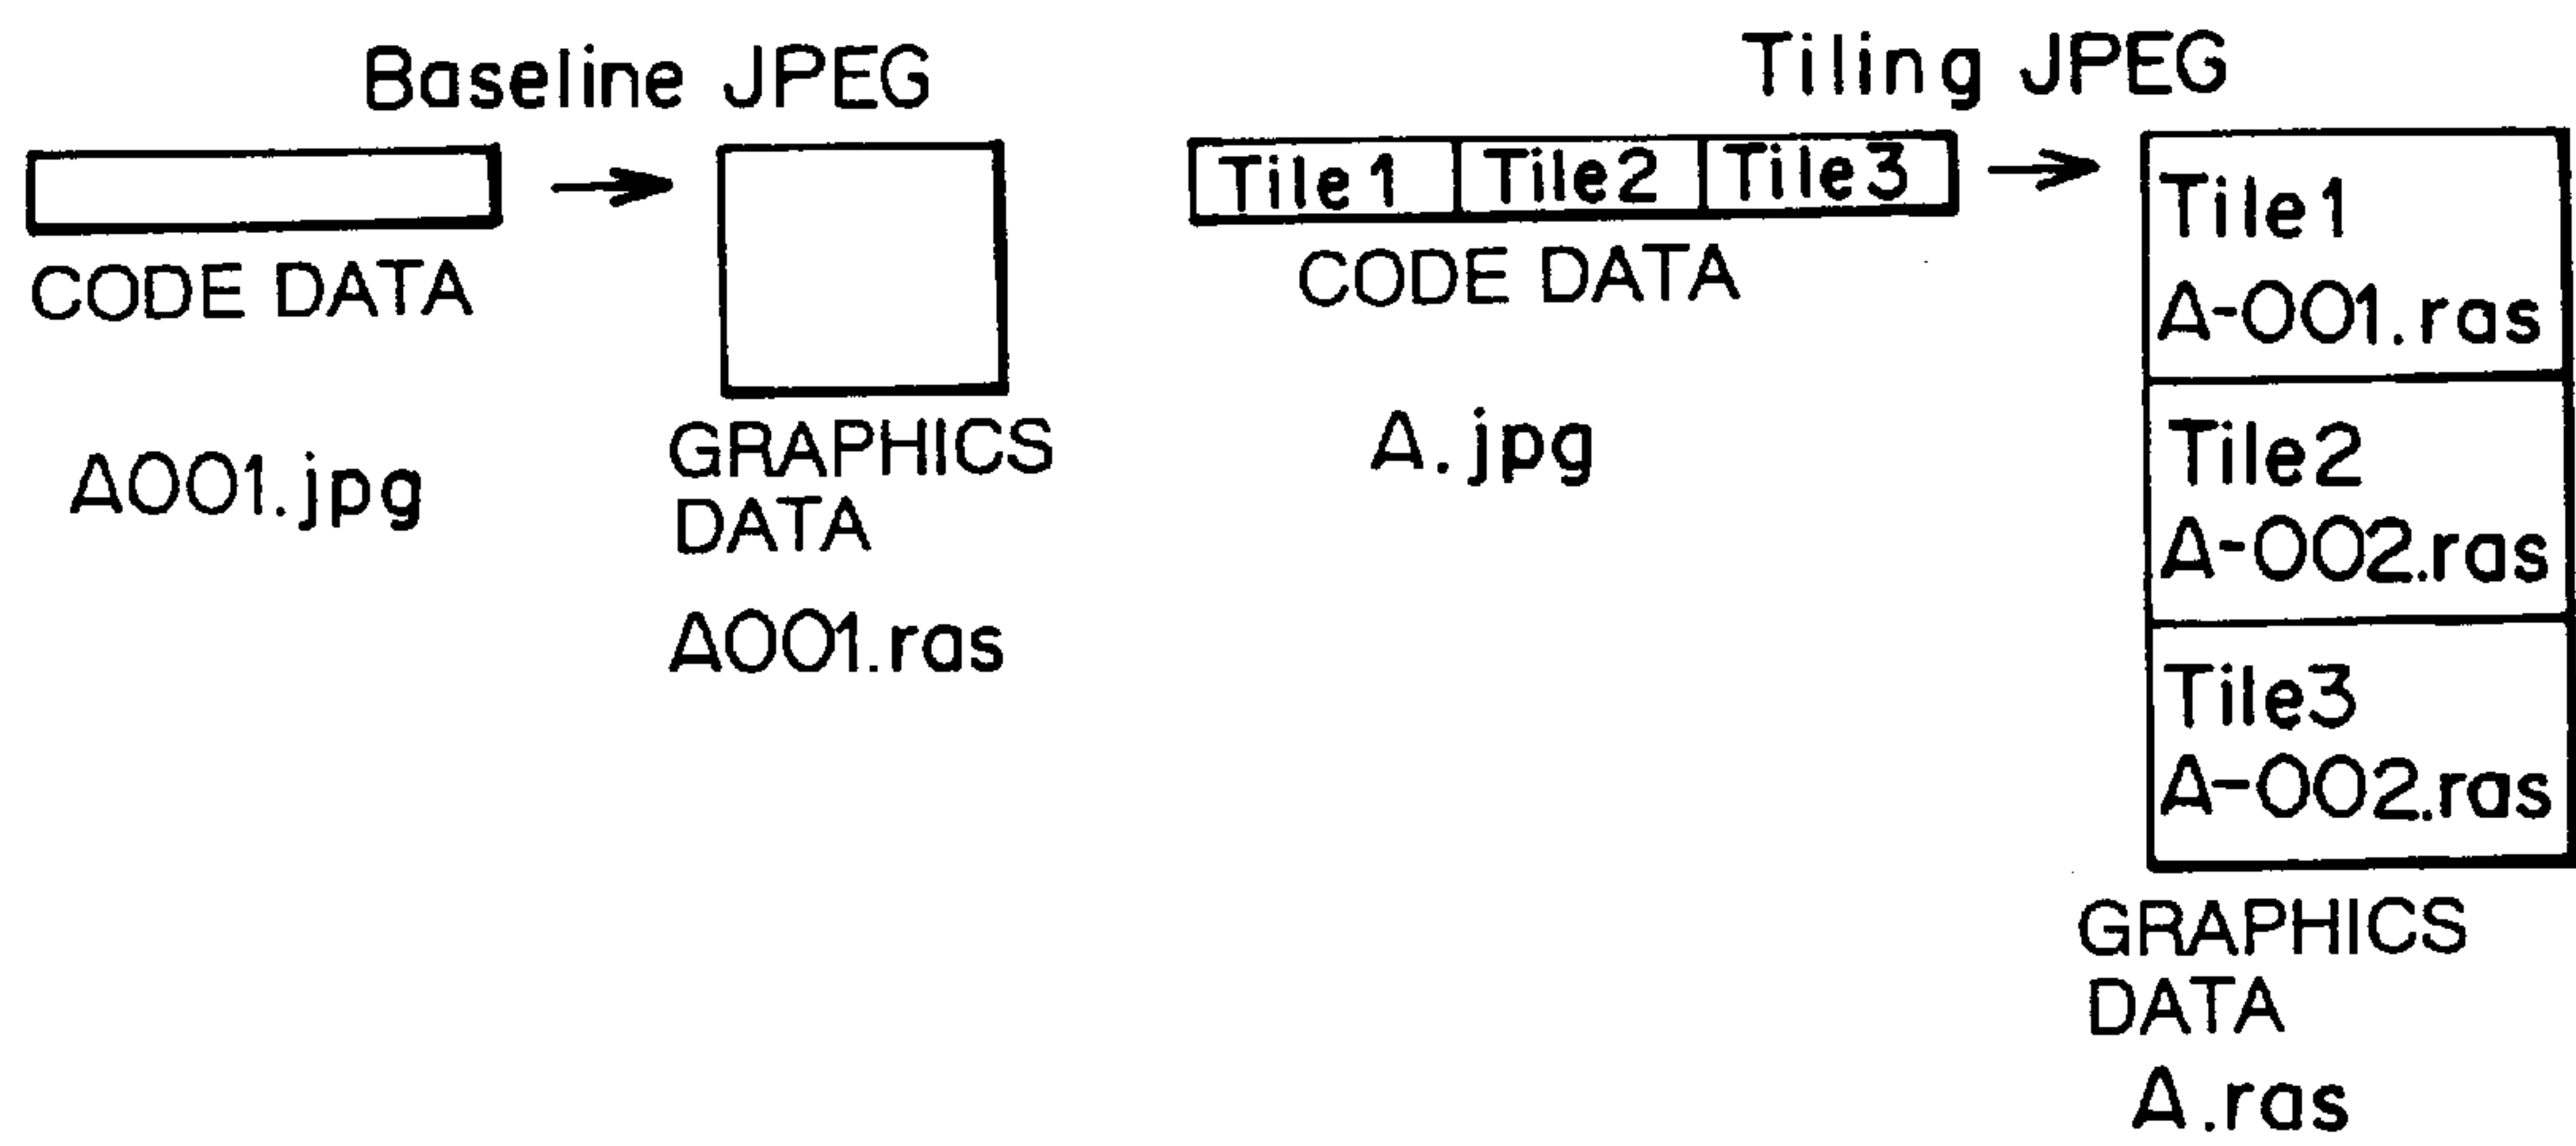 Baseline JPEG
CODE DATA
A001.jpg
GRAPHICS
DATA
A001.ras
Tiling JPEG
Tile1 Tile2 Tile3
CODE DATA
A.jpg
Tile1
A-001.ras
Tile2
A-002.ras
Tile3
A-002.ras
GRAPHICS
DATA
A.ras